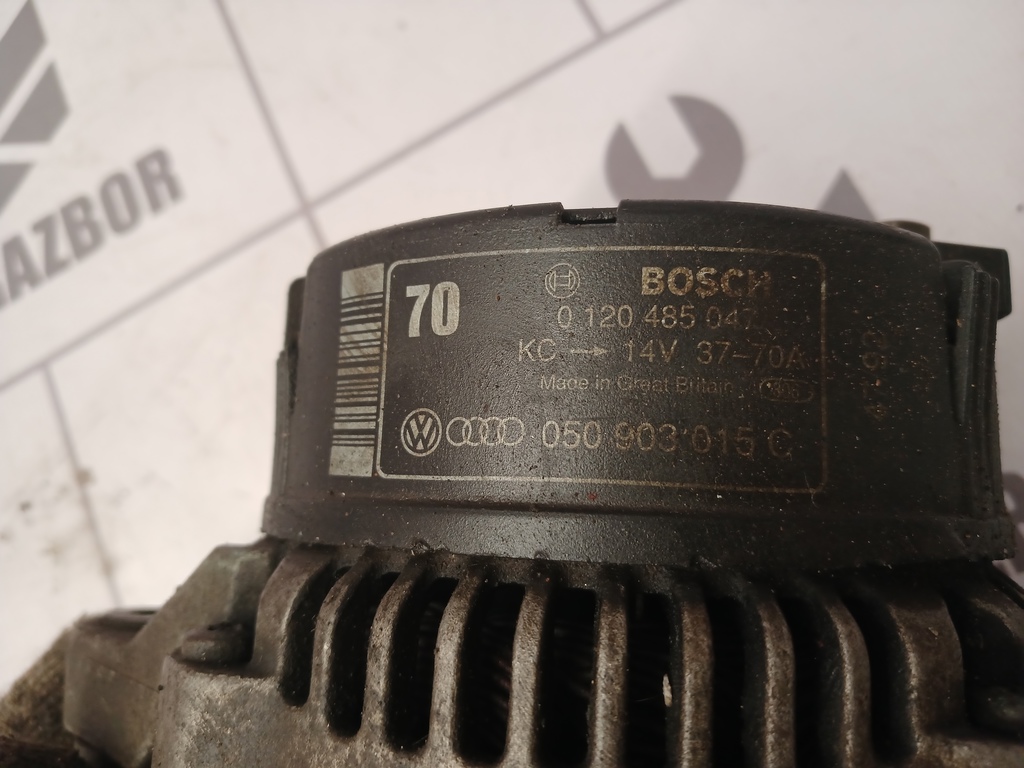 RAZBOR
70
BOSCH
0 120 485 047
KC → 14V 37-70A
Made in Great Britain
050 903 015 C